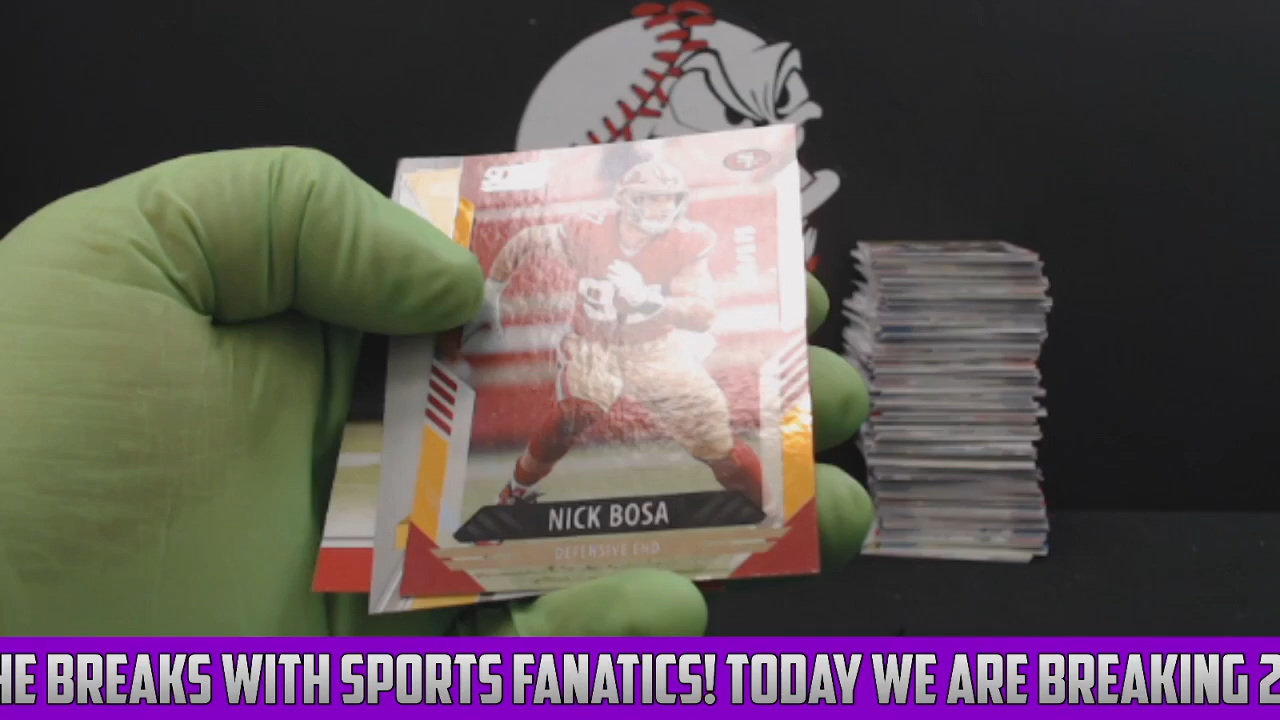 NICK BOSA
DEFENSIVE END
HE BREAKS WITH SPORTS FANATICS! TODAY WE ARE BREAKING 2